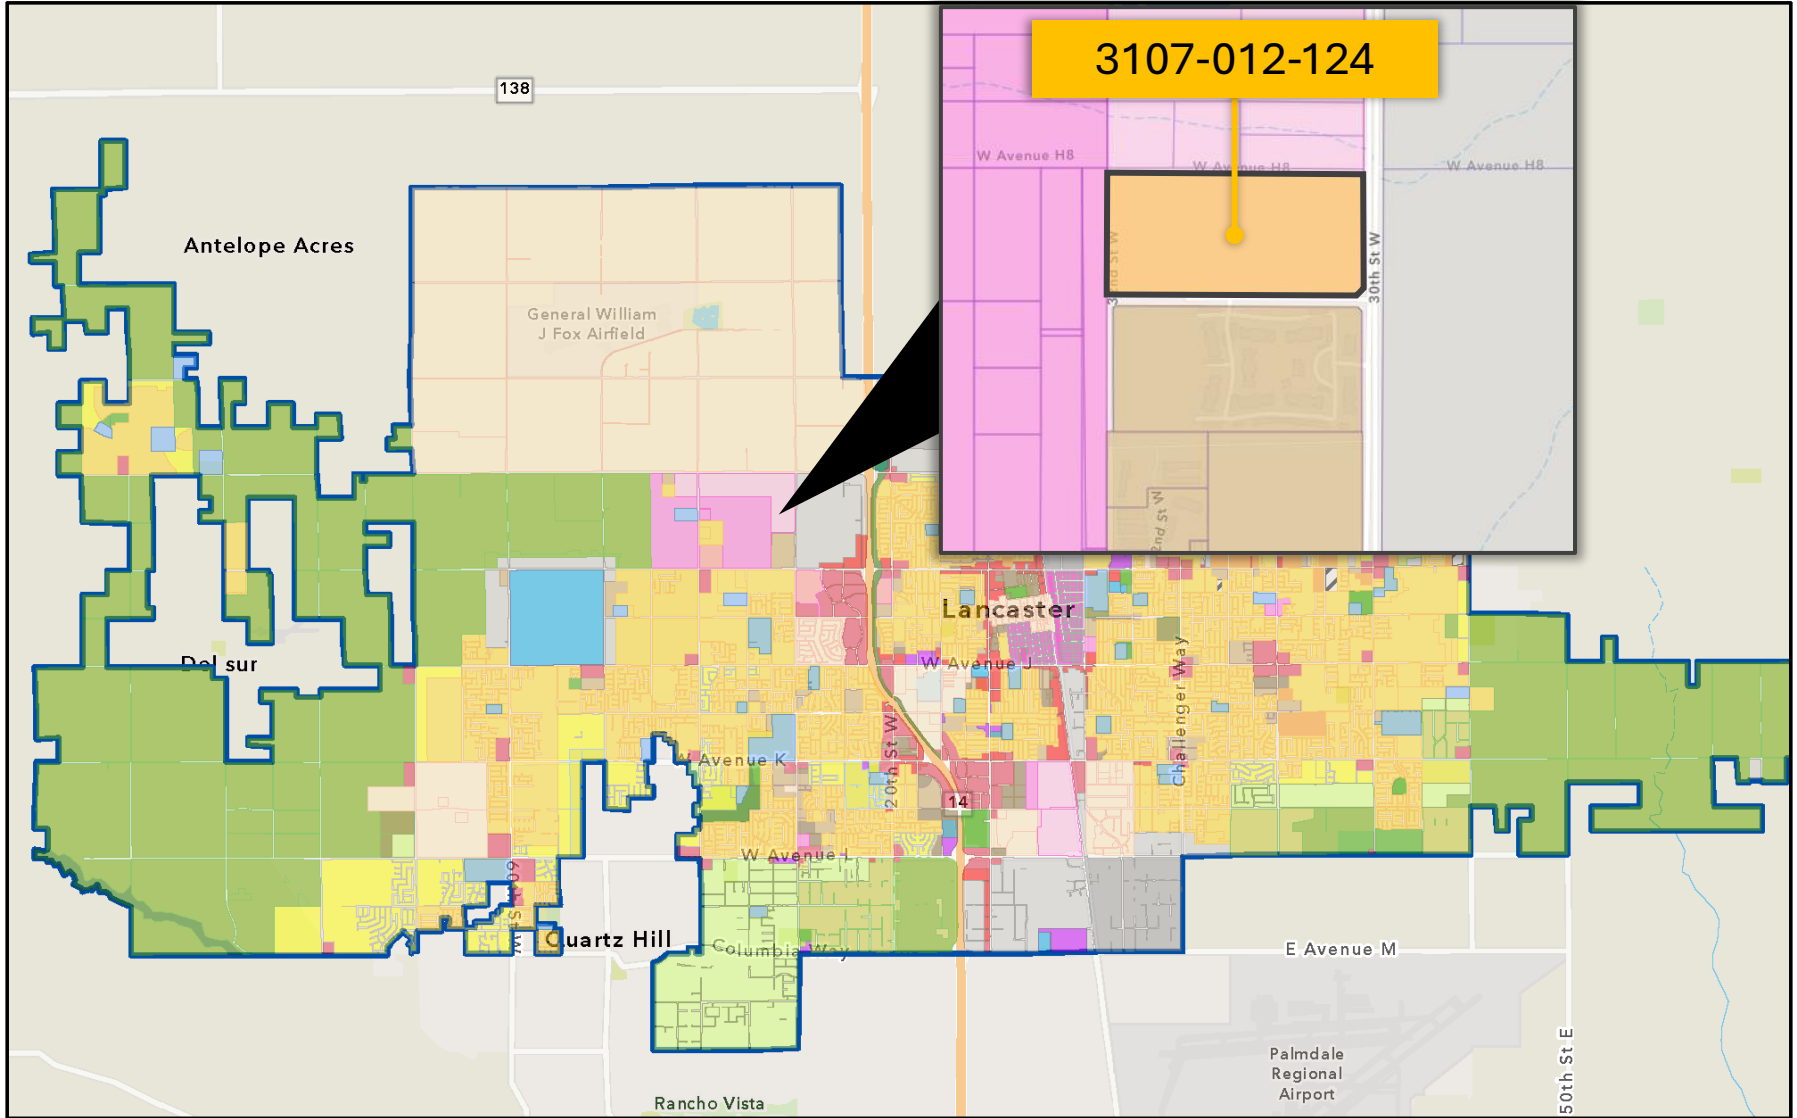 138
3107-012-124
W Avenue H8
W Avenue H8
W Avenue H8
30th St W
Antelope Acres
General William
J Fox Airfield
Lancaster
Del sur
W Avenue J
Challenger Way
20th St W
W Avenue K
14
W Avenue L
60th St W
Quartz Hill
Columbia Way
E Avenue M
50th St E
Palmdale
Regional
Airport
Rancho Vista